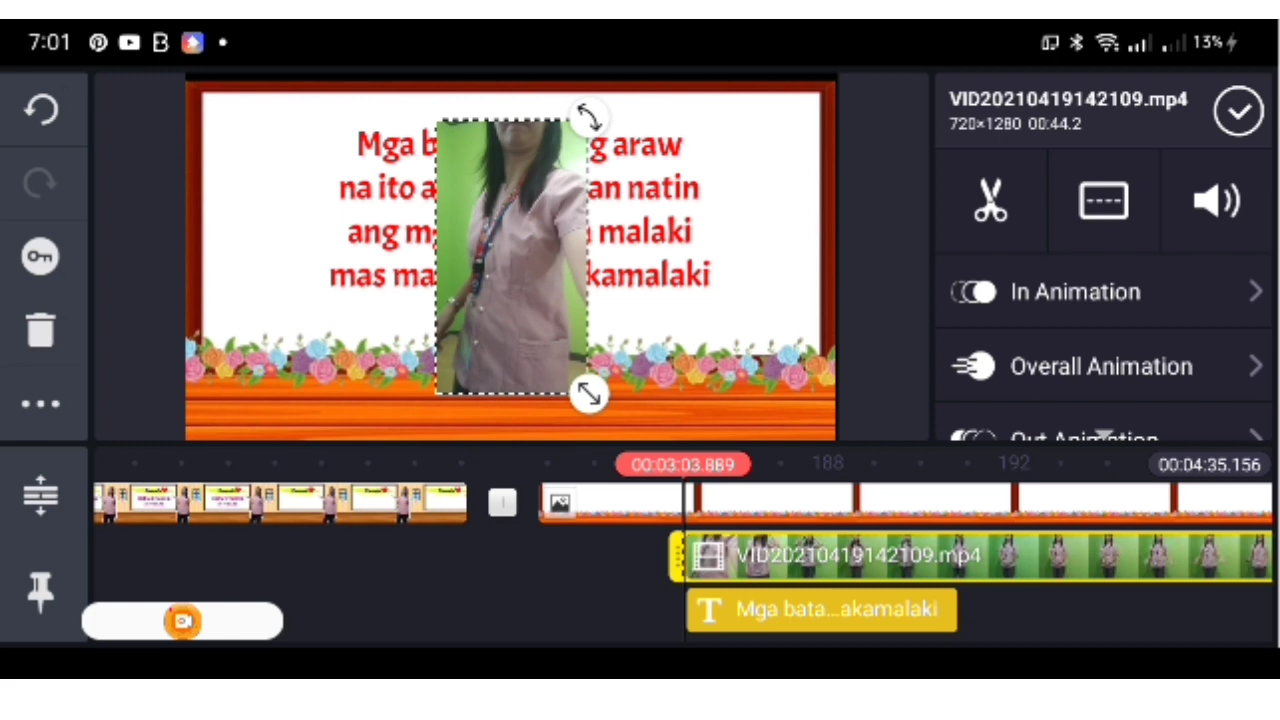 7:01
13%
VID20210419142109.mp4
720×1280 00:44.2
Mga b g araw
na ito a an natin
ang m malaki
mas ma kamalaki
In Animation
Overall Animation
Out Animation
00:03:03.889
188
192
00:04:35.156
VID20210419142109.mp4
T Mga bata...akamalaki